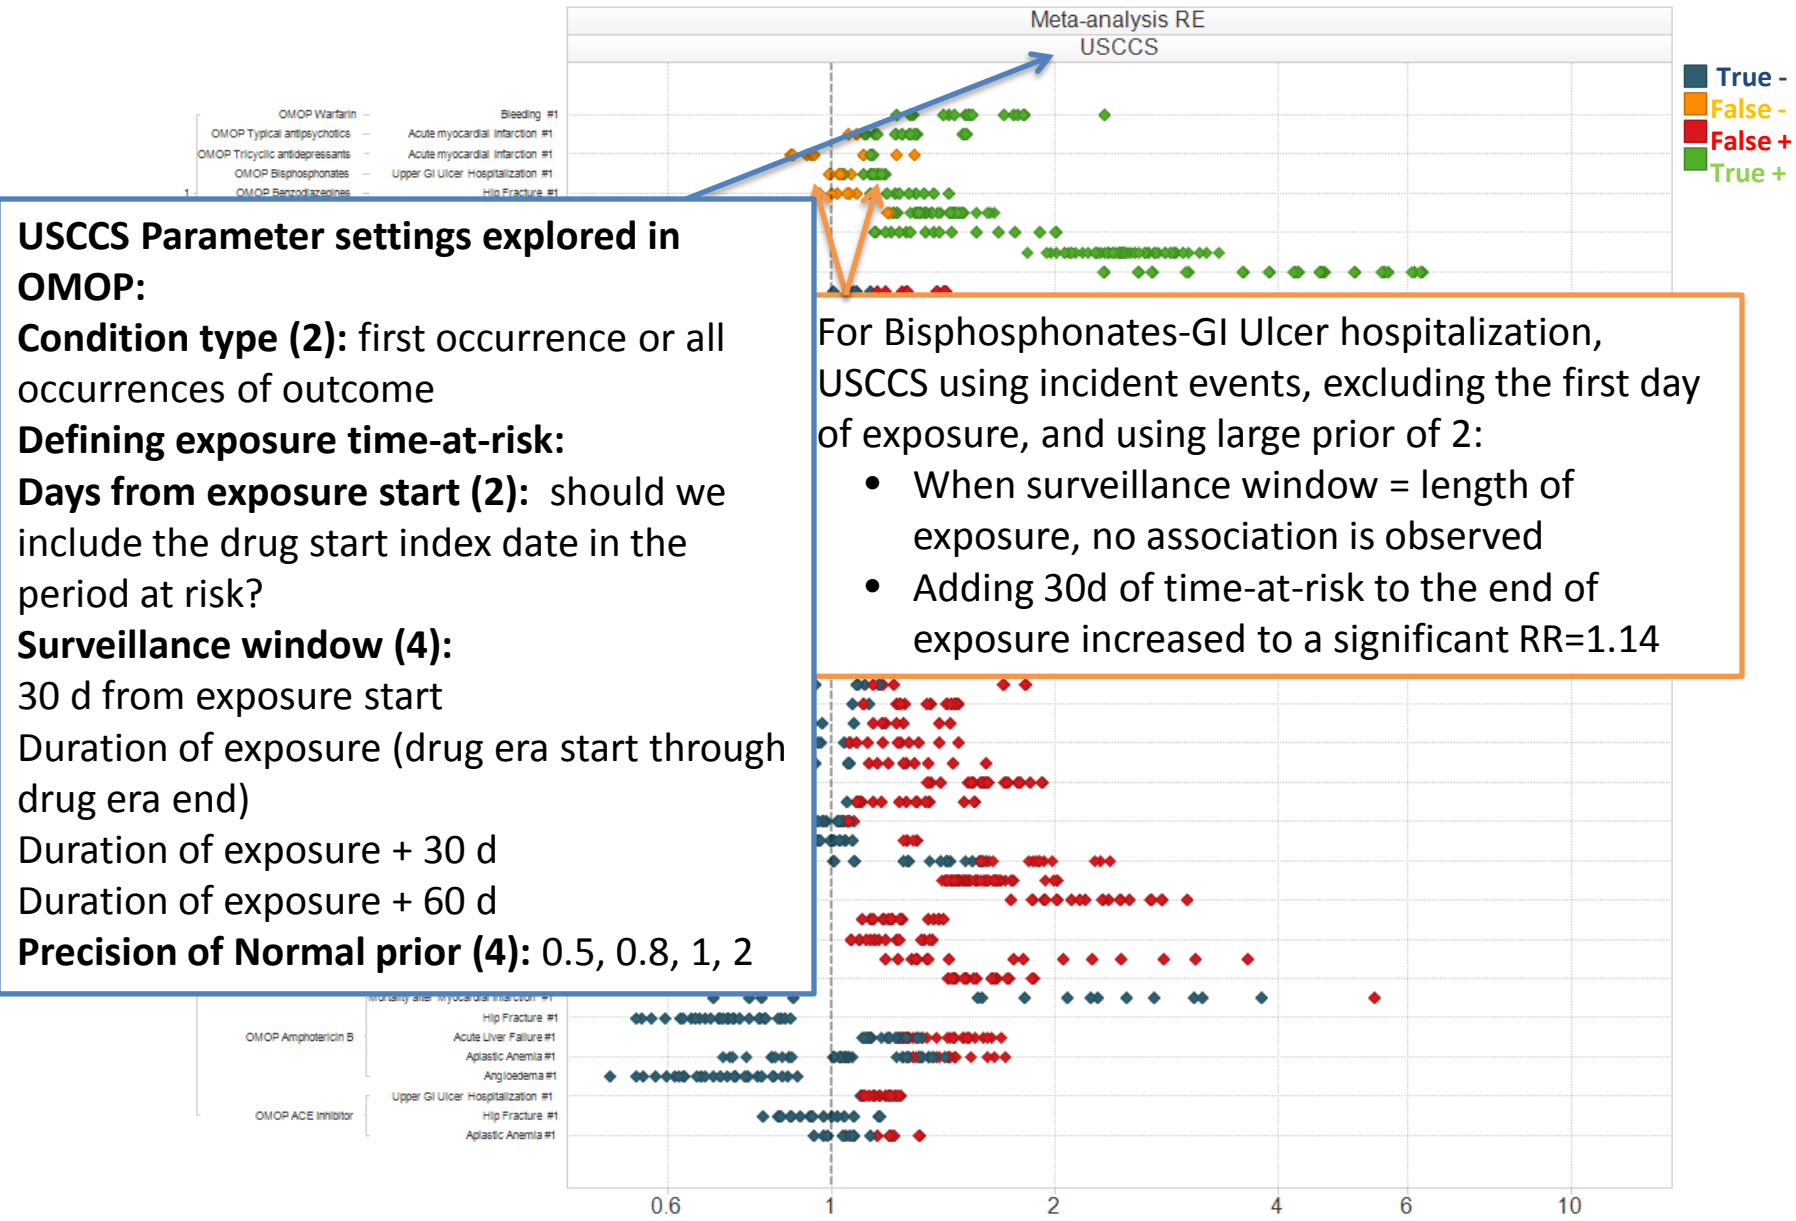 Meta-analysis RE
USCCS
True -
False -
False +
True +
OMOP Warfarin Bleeding #1
OMOP Typical antipsychotics Acute myocardial Infarction #1
OMOP Tricyclic antidepressants Acute myocardial Infarction #1
OMOP Bisphosphonates Upper GI Ulcer Hospitalization #1
1 OMOP Benzodiazepines Hip Fracture #1
USCCS Parameter settings explored in
OMOP:
Condition type (2): first occurrence or all
occurrences of outcome
Defining exposure time-at-risk:
Days from exposure start (2): should we
include the drug start index date in the
period at risk?
Surveillance window (4):
30 d from exposure start
Duration of exposure (drug era start through
drug era end)
Duration of exposure + 30 d
Duration of exposure + 60 d
Precision of Normal prior (4): 0.5, 0.8, 1, 2
For Bisphosphonates-GI Ulcer hospitalization,
USCCS using incident events, excluding the first day
of exposure, and using large prior of 2:
• When surveillance window = length of
exposure, no association is observed
• Adding 30d of time-at-risk to the end of
exposure increased to a significant RR=1.14
Mortality after Myocardial Infarction #1
Hip Fracture #1
OMOP Amphotericin B Acute Liver Failure #1
Aplastic Anemia #1
Angioedema #1
Upper GI Ulcer Hospitalization #1
OMOP ACE Inhibitor Hip Fracture #1
Aplastic Anemia #1
0.6 1 2 4 6 10